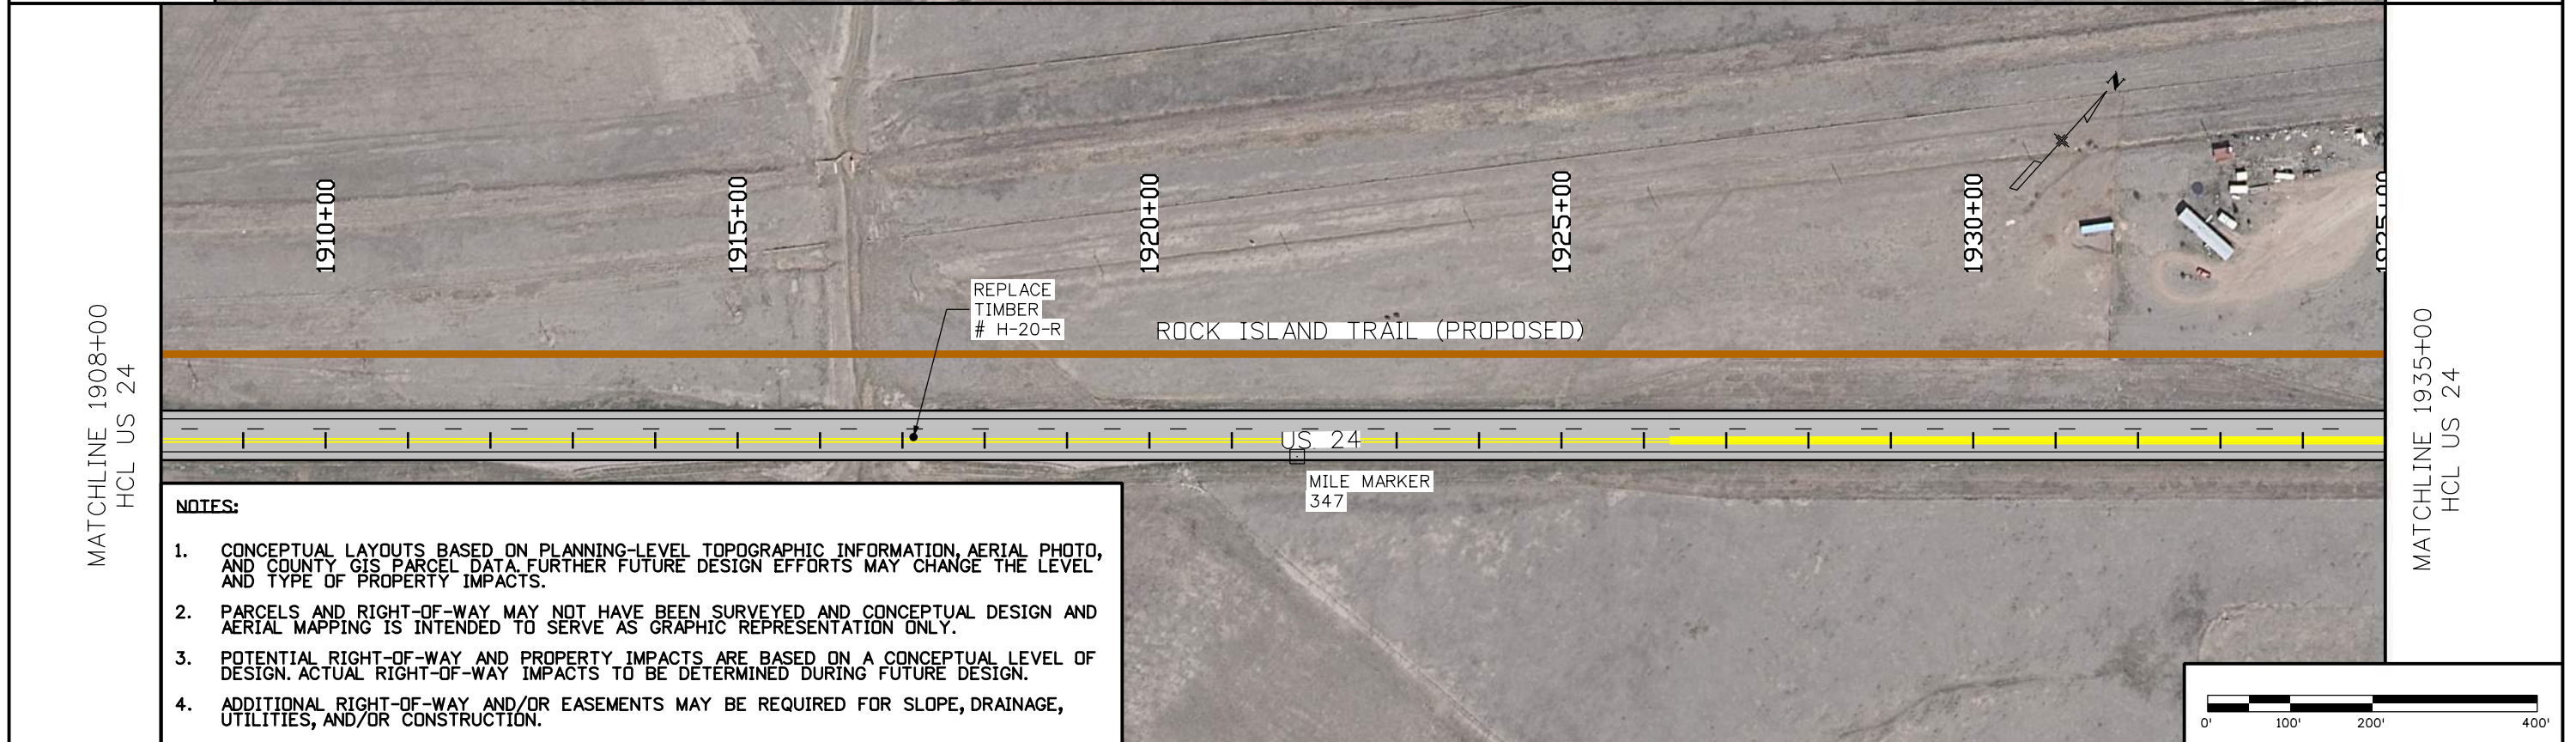 MATCHLINE 1908+00
HCL US 24
1910+00
1915+00
1920+00
1925+00
1930+00
1935+00
N
REPLACE
TIMBER
# H-20-R
ROCK ISLAND TRAIL (PROPOSED)
US 24
MILE MARKER
347
MATCHLINE 1935+00
HCL US 24
NOTES:
1. CONCEPTUAL LAYOUTS BASED ON PLANNING-LEVEL TOPOGRAPHIC INFORMATION, AERIAL PHOTO,
AND COUNTY GIS PARCEL DATA. FURTHER FUTURE DESIGN EFFORTS MAY CHANGE THE LEVEL
AND TYPE OF PROPERTY IMPACTS.
2. PARCELS AND RIGHT-OF-WAY MAY NOT HAVE BEEN SURVEYED AND CONCEPTUAL DESIGN AND
AERIAL MAPPING IS INTENDED TO SERVE AS GRAPHIC REPRESENTATION ONLY.
3. POTENTIAL RIGHT-OF-WAY AND PROPERTY IMPACTS ARE BASED ON A CONCEPTUAL LEVEL OF
DESIGN. ACTUAL RIGHT-OF-WAY IMPACTS TO BE DETERMINED DURING FUTURE DESIGN.
4. ADDITIONAL RIGHT-OF-WAY AND/OR EASEMENTS MAY BE REQUIRED FOR SLOPE, DRAINAGE,
UTILITIES, AND/OR CONSTRUCTION.
0' 100' 200' 400'